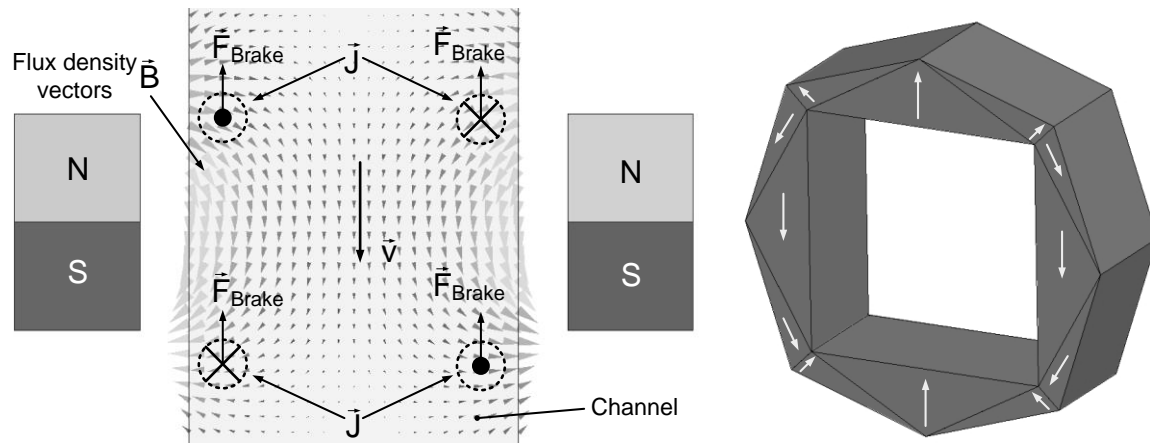 F⃗Brake
J⃗
F⃗Brake
Flux density
vectors
B⃗
N
N
v⃗
S
S
F⃗Brake
F⃗Brake
J⃗
Channel